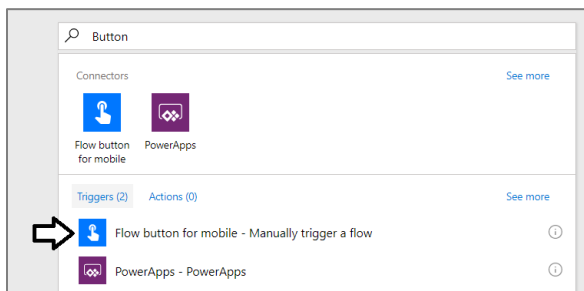 Button
Connectors See more
Flow button for mobile
PowerApps
Triggers (2) Actions (0) See more
Flow button for mobile - Manually trigger a flow
PowerApps - PowerApps